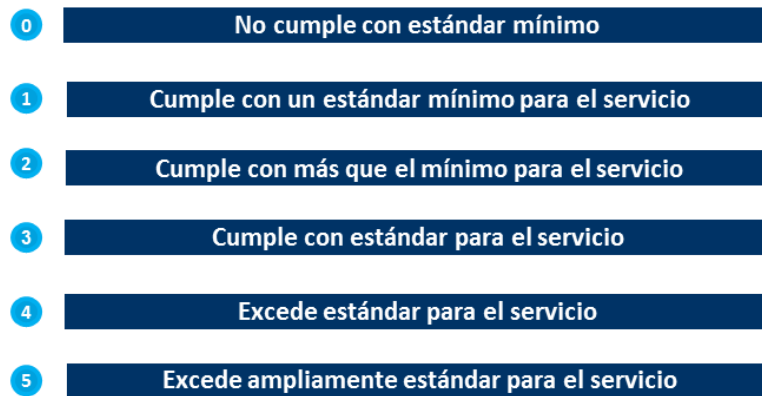 0 No cumple con estándar mínimo
1 Cumple con un estándar mínimo para el servicio
2 Cumple con más que el mínimo para el servicio
3 Cumple con estándar para el servicio
4 Excede estándar para el servicio
5 Excede ampliamente estándar para el servicio